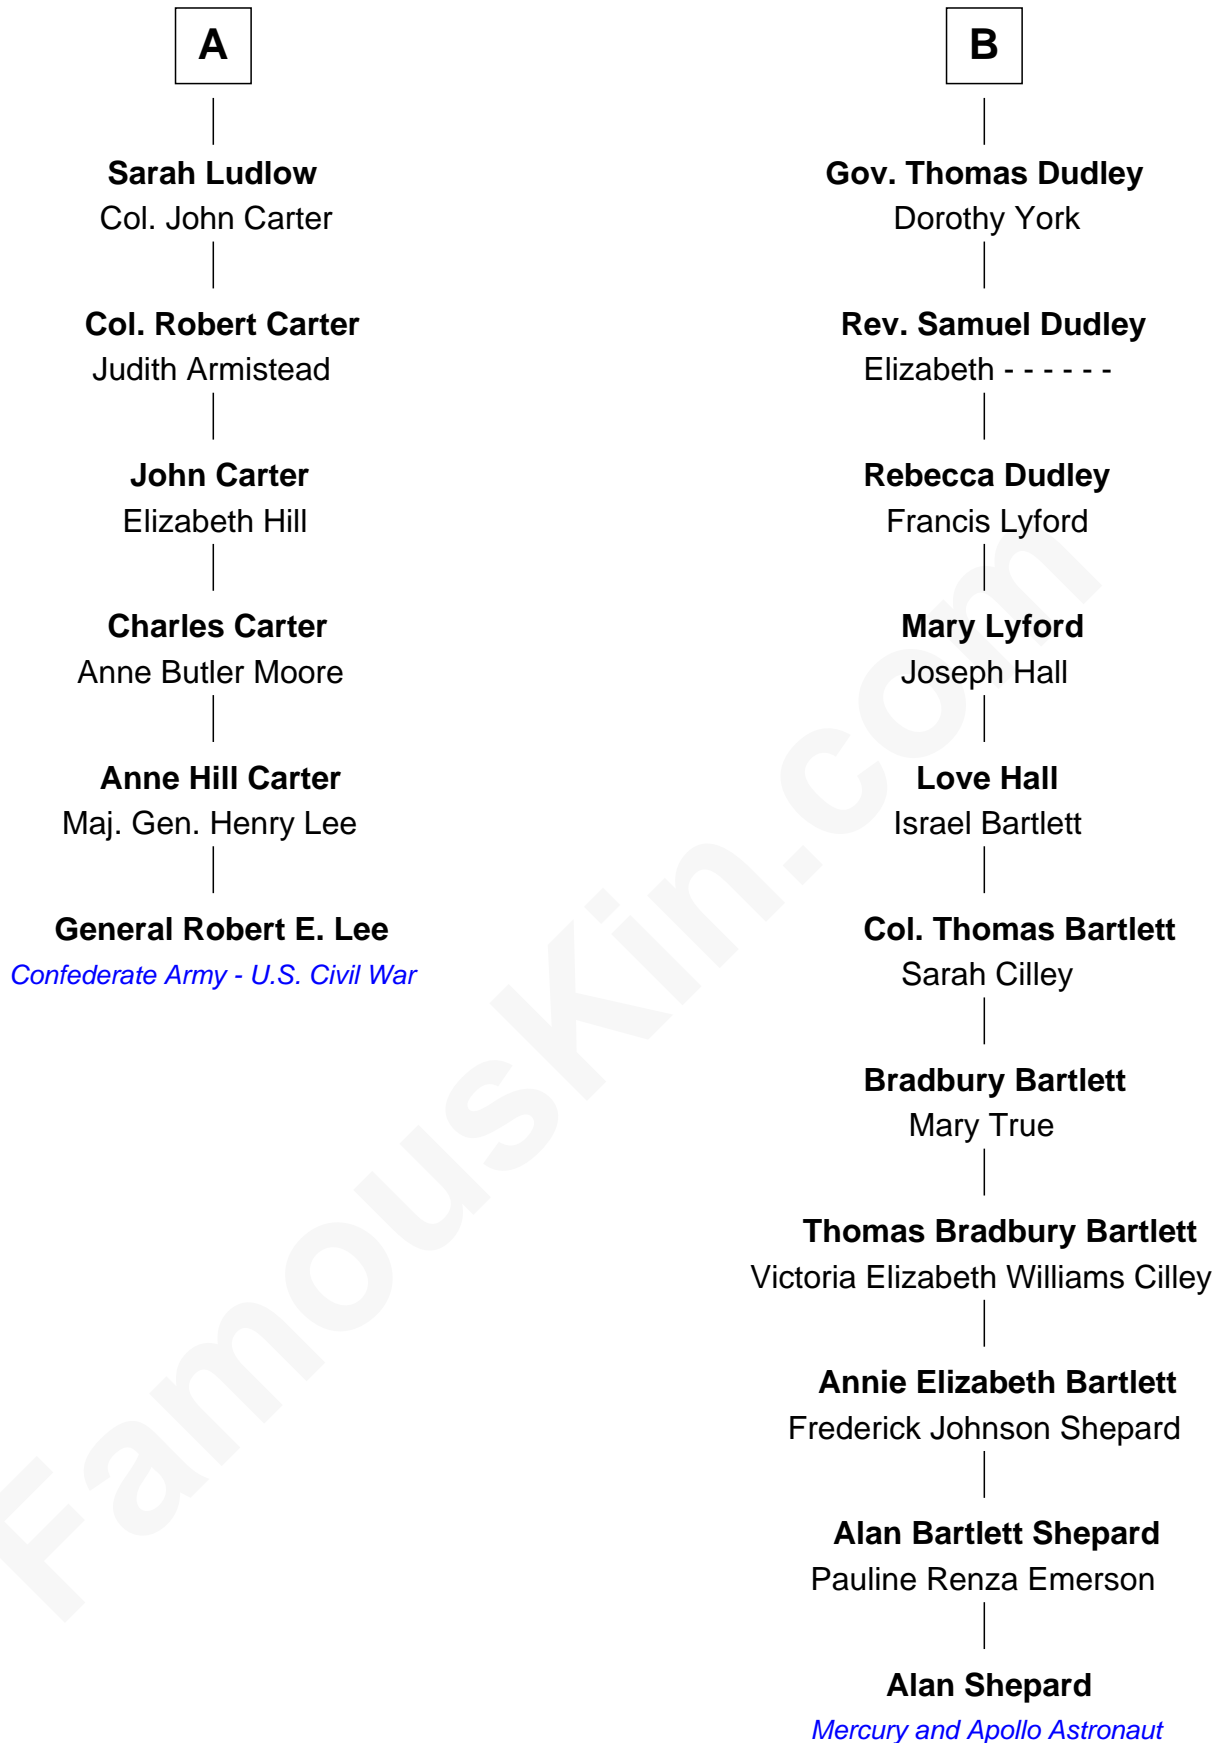 A
Sarah Ludlow
Col. John Carter
Col. Robert Carter
Judith Armistead
John Carter
Elizabeth Hill
Charles Carter
Anne Butler Moore
Anne Hill Carter
Maj. Gen. Henry Lee
General Robert E. Lee
Confederate Army - U.S. Civil War
B
Gov. Thomas Dudley
Dorothy York
Rev. Samuel Dudley
Elizabeth - - - - - -
Rebecca Dudley
Francis Lyford
Mary Lyford
Joseph Hall
Love Hall
Israel Bartlett
Col. Thomas Bartlett
Sarah Cilley
Bradbury Bartlett
Mary True
Thomas Bradbury Bartlett
Victoria Elizabeth Williams Cilley
Annie Elizabeth Bartlett
Frederick Johnson Shepard
Alan Bartlett Shepard
Pauline Renza Emerson
Alan Shepard
Mercury and Apollo Astronaut
FamousKin.com